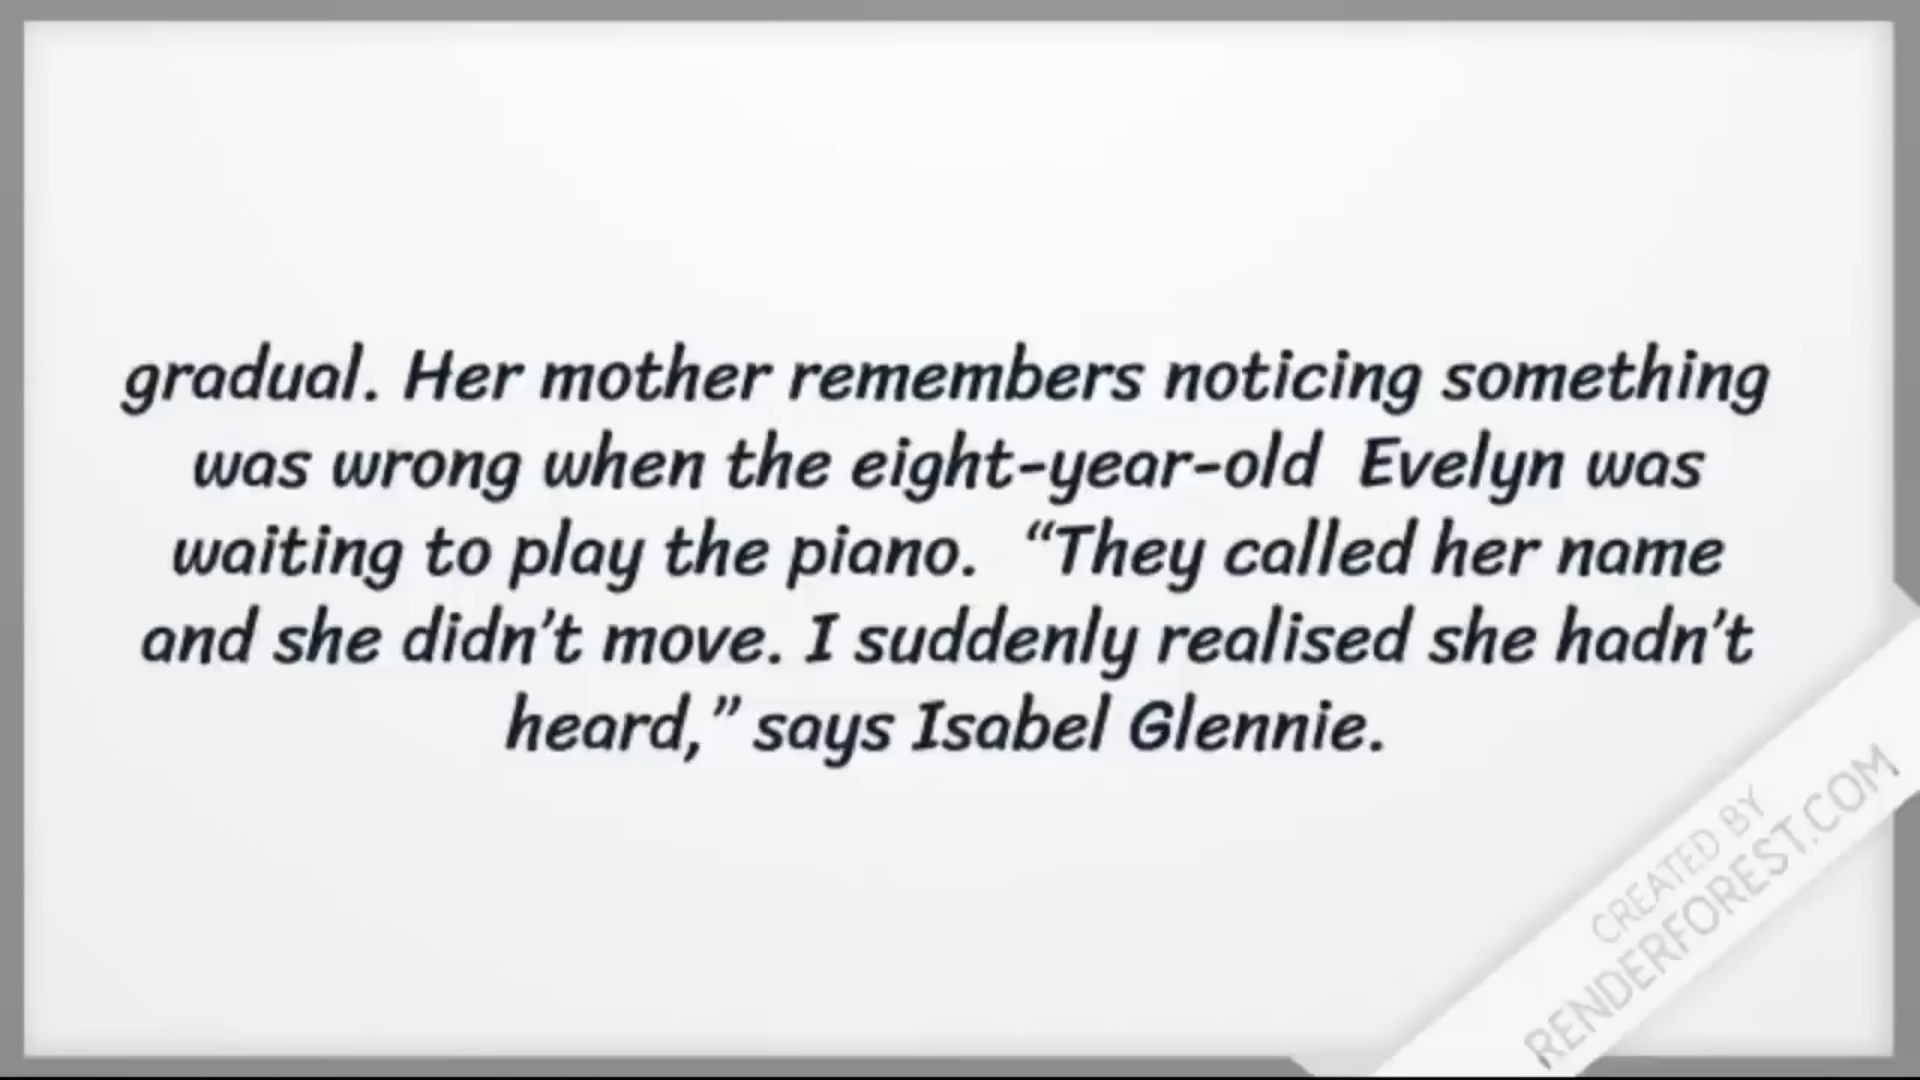 gradual. Her mother remembers noticing something
was wrong when the eight-year-old  Evelyn was
waiting to play the piano.  “They called her name
and she didn’t move. I suddenly realised she hadn’t
heard,” says Isabel Glennie.
CREATED BY
RENDERFOREST.COM